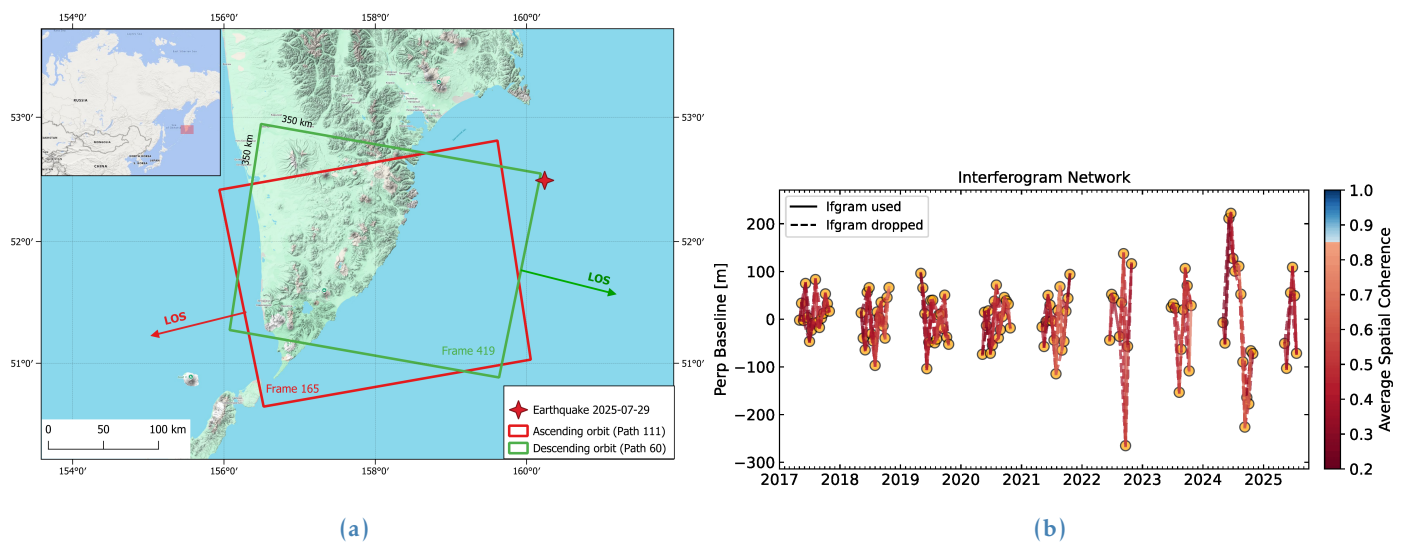 154°0′ 156°0′ 158°0′ 160°0′
RUSSIA
MONGOLIA
CHINA
53°0′ 53°0′
350 km
350 km
52°0′ 52°0′
LOS
LOS
51°0′ 51°0′
Frame 419
Frame 165
0 50 100 km
Earthquake 2025-07-29
Ascending orbit (Path 111)
Descending orbit (Path 60)
154°0′ 156°0′ 158°0′ 160°0′
(a)
Interferogram Network
Ifgram used
Ifgram dropped
Perp Baseline [m]
200
100
0
−100
−200
−300
2017 2018 2019 2020 2021 2022 2023 2024 2025
1.0
0.9
0.8
0.7
0.6
0.5
0.4
0.3
0.2
Average Spatial Coherence
(b)